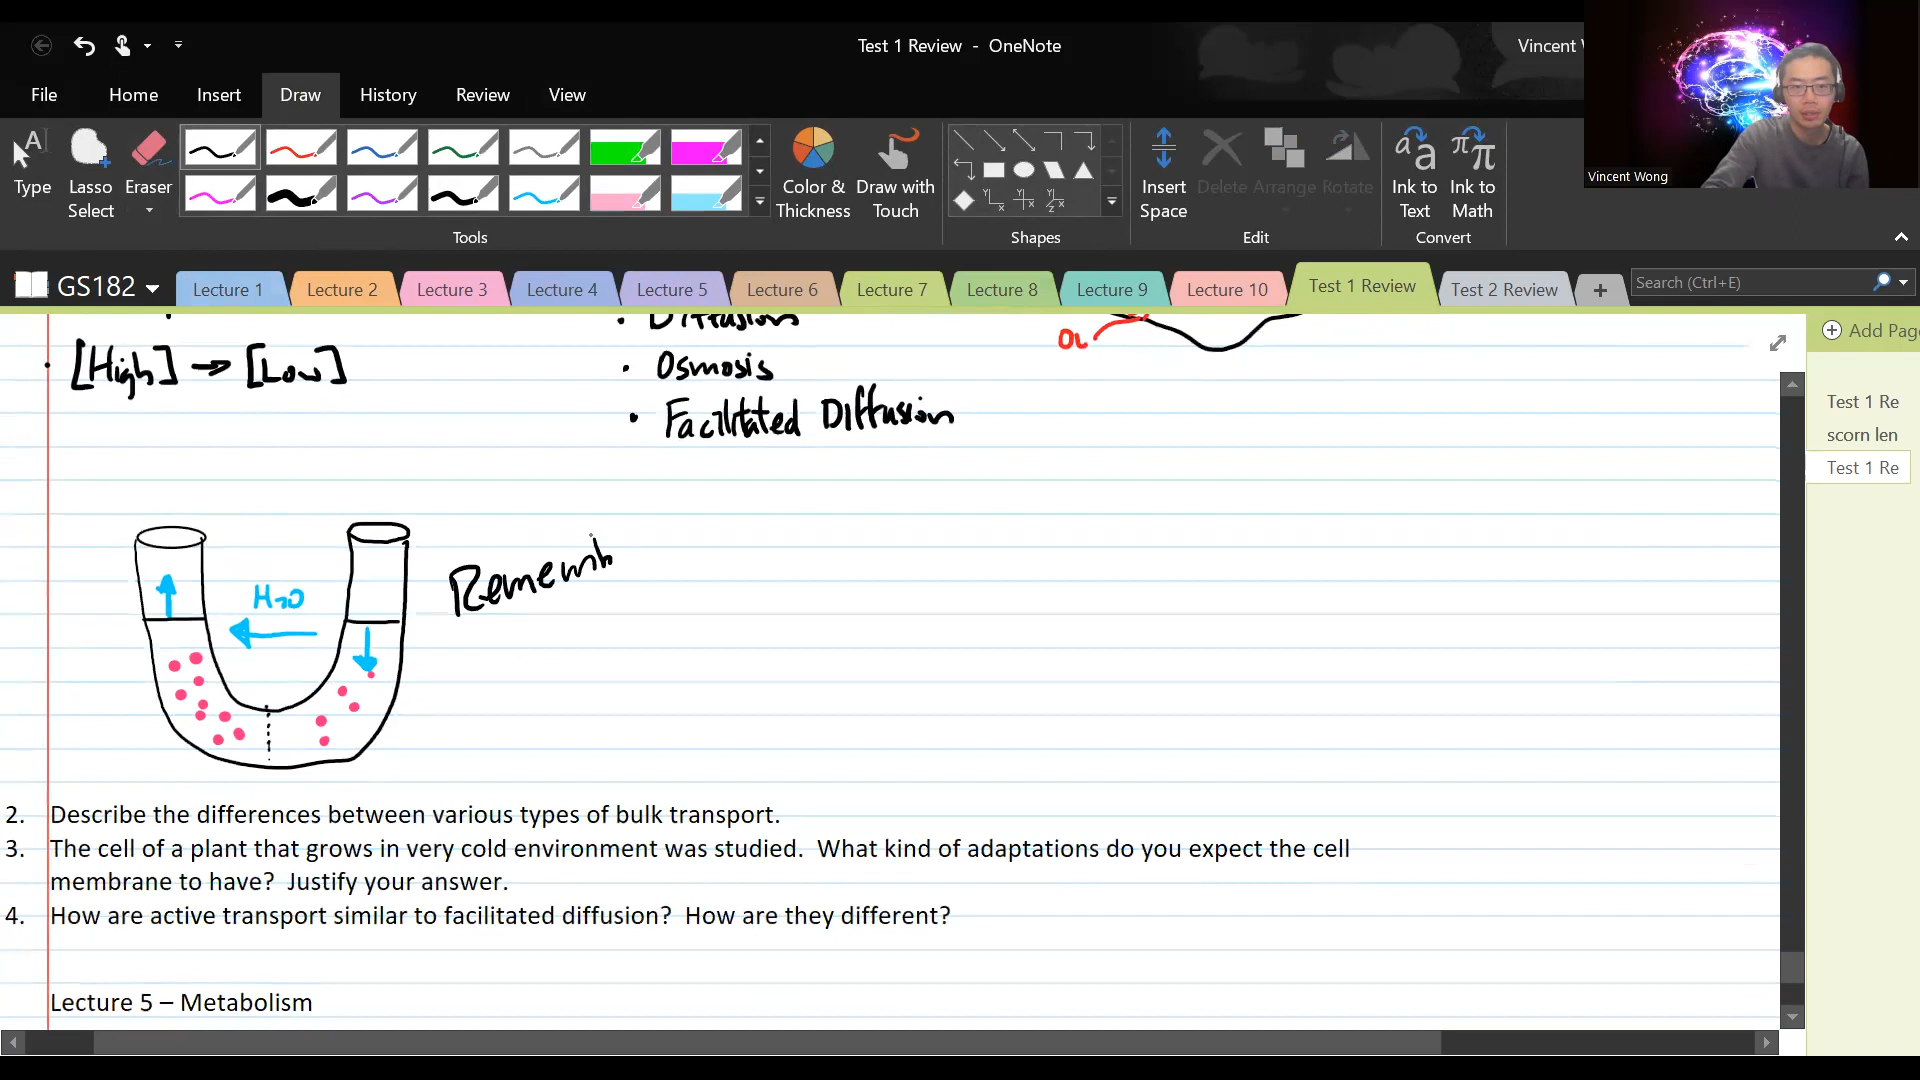 Test 1 Review - OneNote
Vincent W
File Home Insert Draw History Review View
Type
Lasso Select
Eraser
Color & Thickness
Draw with Touch
Insert Space
Delete Arrange Rotate
Ink to Text
Ink to Math
Tools
Shapes
Edit
Convert
Vincent Wong
GS182
Lecture 1 Lecture 2 Lecture 3 Lecture 4 Lecture 5 Lecture 6 Lecture 7 Lecture 8 Lecture 9 Lecture 10 Test 1 Review Test 2 Review
Search (Ctrl+E)
Add Pag
Test 1 Re
scorn len
Test 1 Re
• Diffusion
• [High] → [Low]
• Osmosis
• Facilitated Diffusion
OL
H2O
Rememb
2. Describe the differences between various types of bulk transport.
3. The cell of a plant that grows in very cold environment was studied. What kind of adaptations do you expect the cell
membrane to have? Justify your answer.
4. How are active transport similar to facilitated diffusion? How are they different?
Lecture 5 – Metabolism